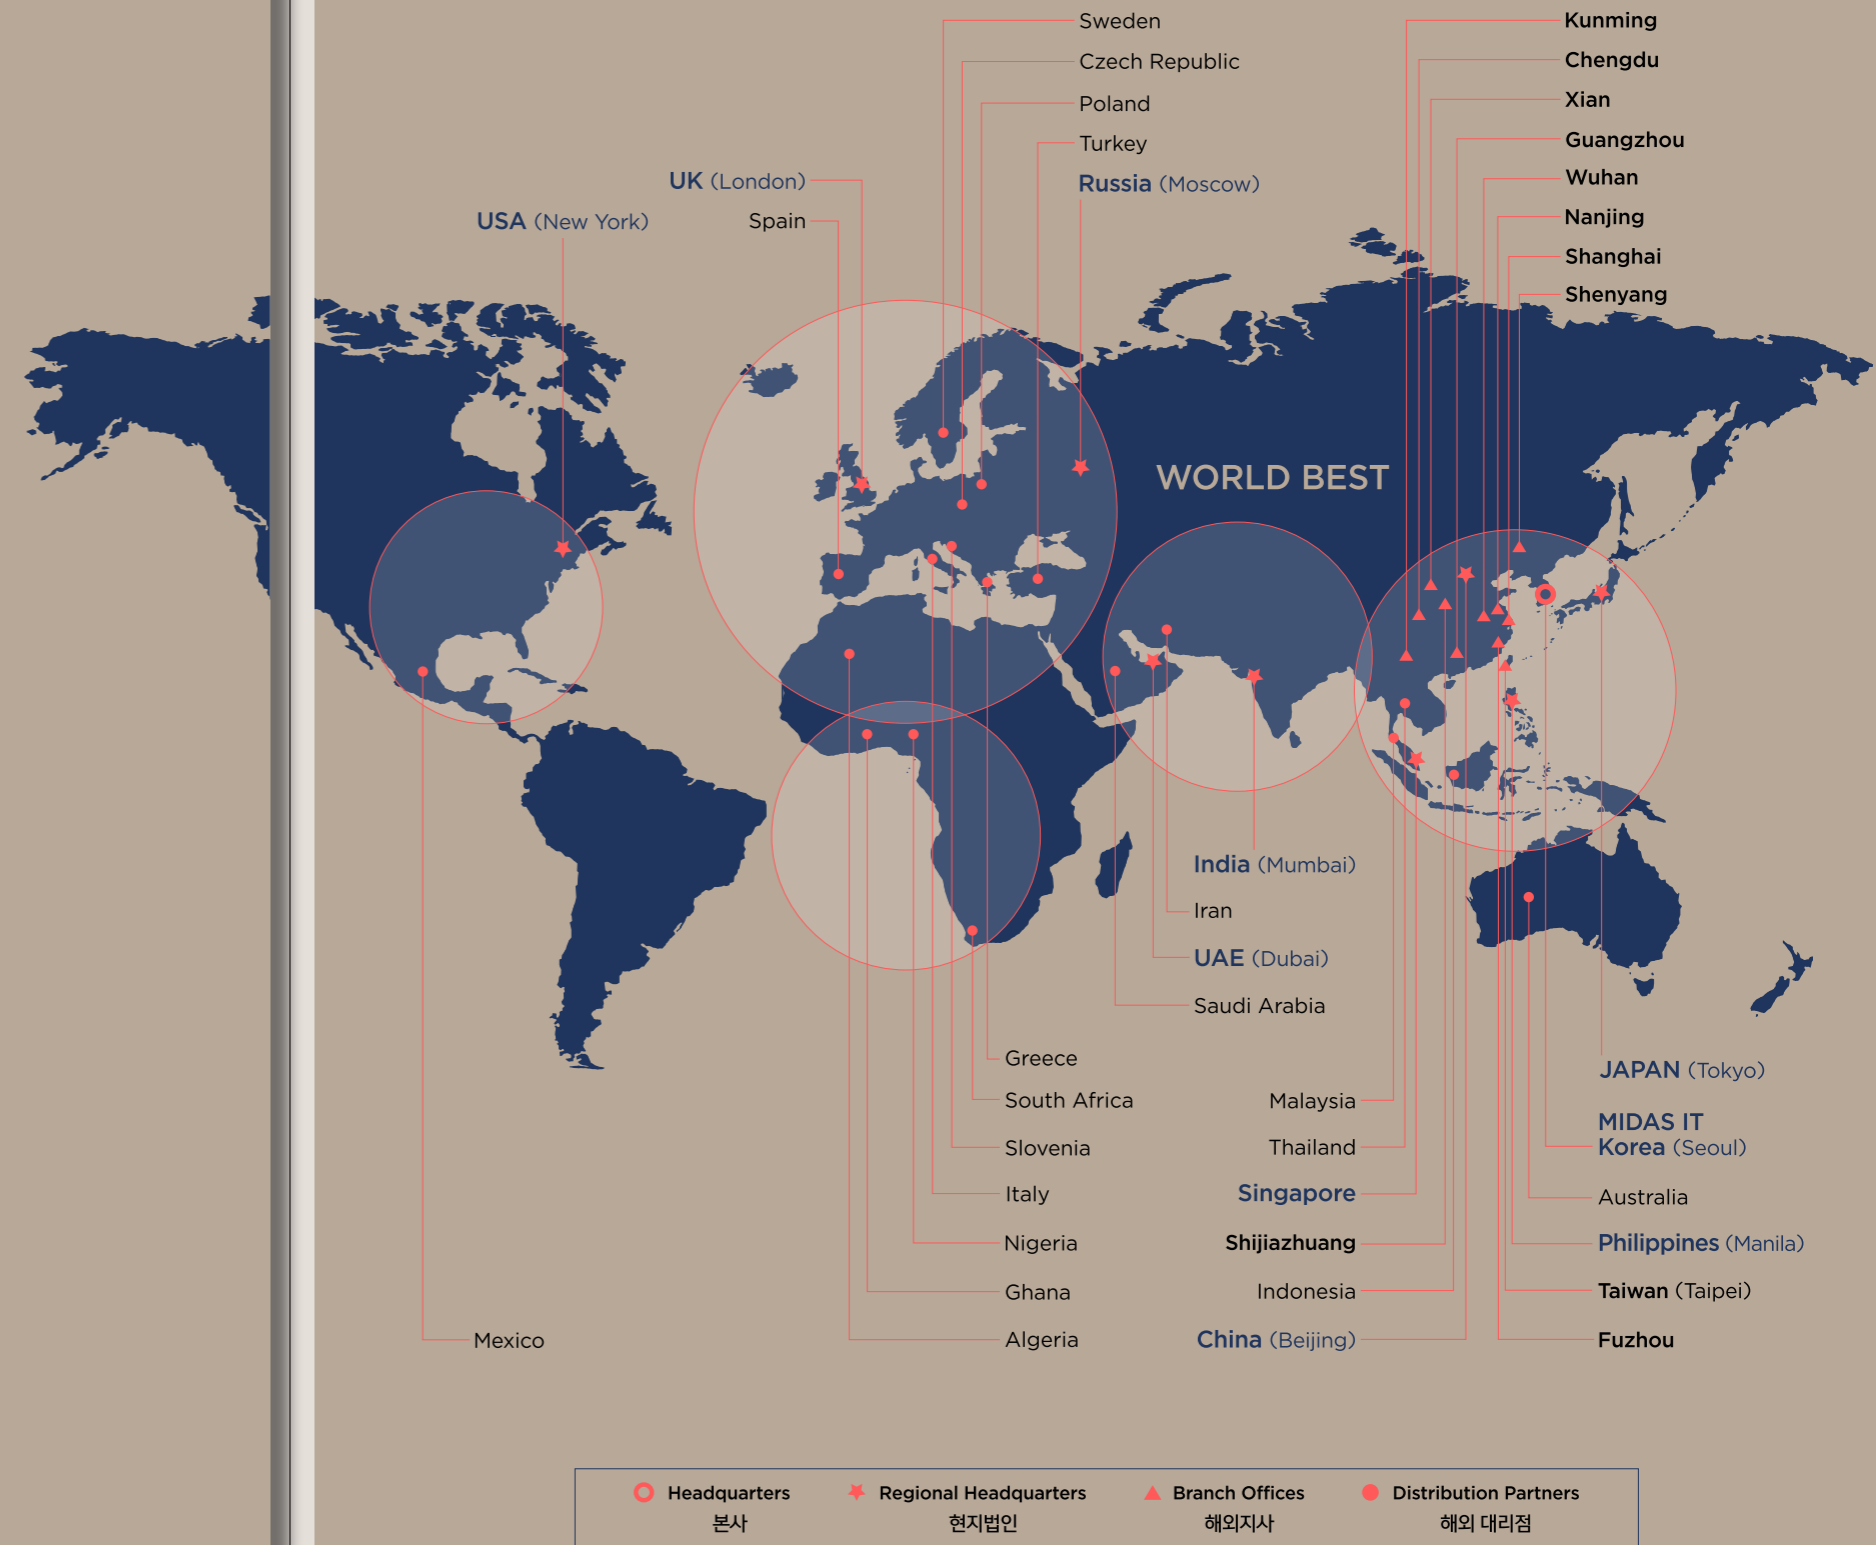 Sweden
Czech Republic
Poland
Turkey
Russia (Moscow)
UK (London)
Spain
USA (New York)
Kunming
Chengdu
Xian
Guangzhou
Wuhan
Nanjing
Shanghai
Shenyang
WORLD BEST
India (Mumbai)
Iran
UAE (Dubai)
Saudi Arabia
Greece
South Africa
Slovenia
Italy
Nigeria
Ghana
Algeria
Mexico
Malaysia
Thailand
Singapore
Shijiazhuang
Indonesia
China (Beijing)
JAPAN (Tokyo)
MIDAS IT
Korea (Seoul)
Australia
Philippines (Manila)
Taiwan (Taipei)
Fuzhou
Headquarters
본사
Regional Headquarters
현지법인
Branch Offices
해외지사
Distribution Partners
해외 대리점